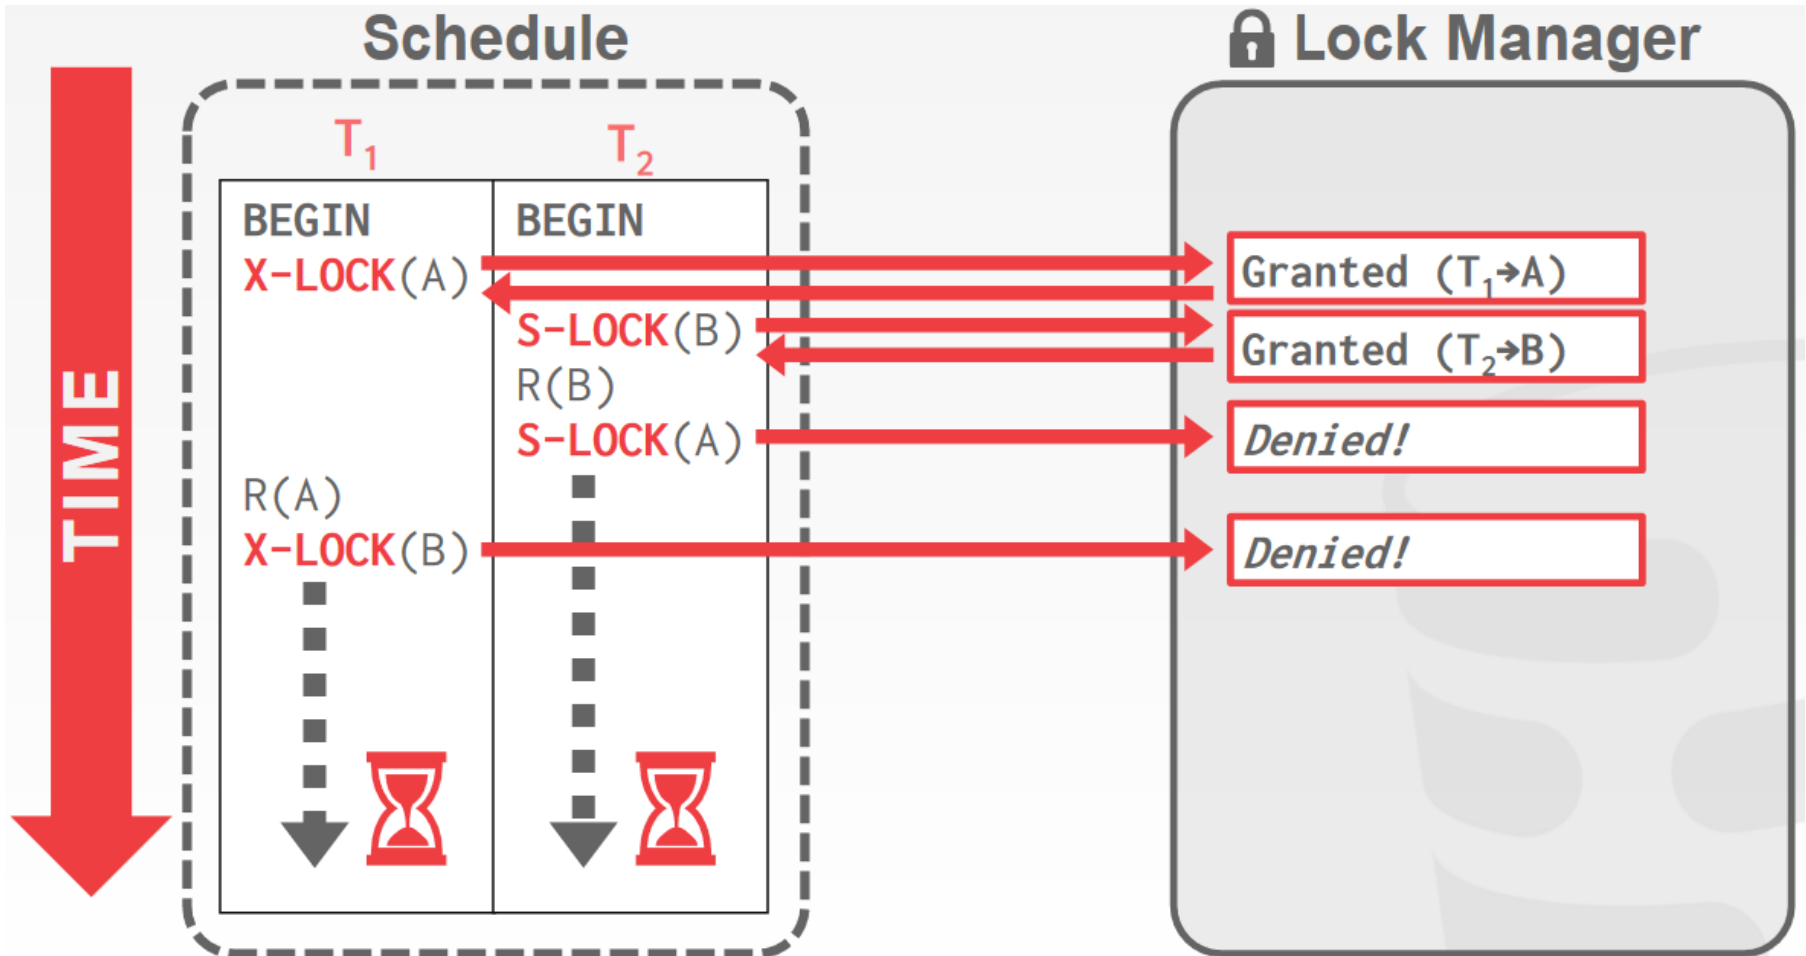 Schedule
Lock Manager
TIME
T1
T2
BEGIN
BEGIN
X-LOCK(A)
Granted (T1→A)
S-LOCK(B)
Granted (T2→B)
R(B)
S-LOCK(A)
Denied!
R(A)
X-LOCK(B)
Denied!